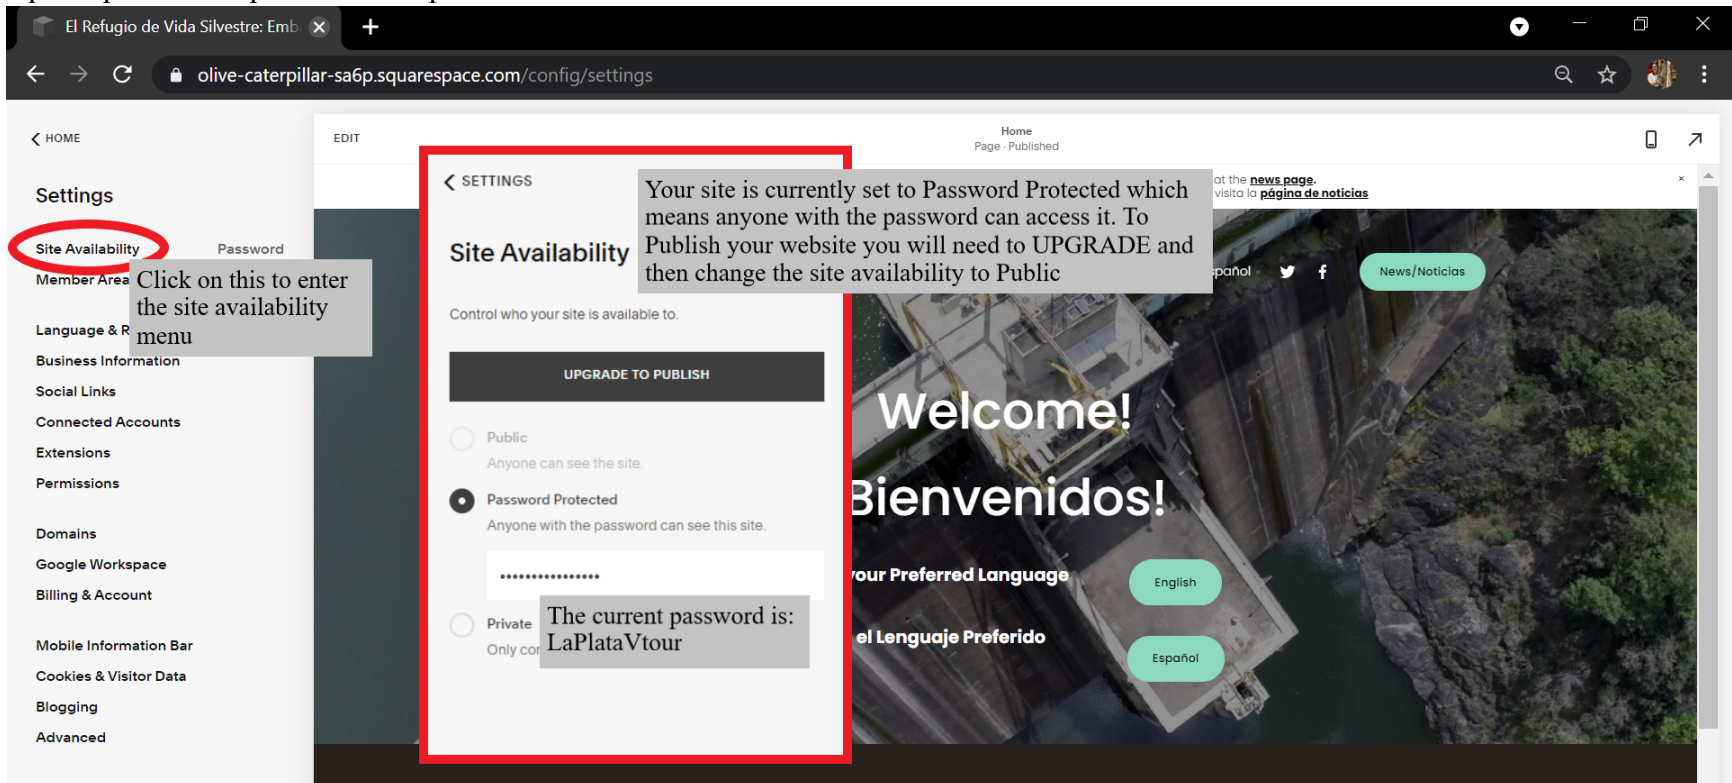 El Refugio de Vida Silvestre: Emb
olive-caterpillar-sa6p.squarespace.com/config/settings
HOME
Settings
Site Availability Password
Click on this to enter
the site availability
menu
Member Area
Language & R
Business Information
Social Links
Connected Accounts
Extensions
Permissions
Domains
Google Workspace
Billing & Account
Mobile Information Bar
Cookies & Visitor Data
Blogging
Advanced
EDIT
Home
Page · Published
SETTINGS
Site Availability
Your site is currently set to Password Protected which
means anyone with the password can access it. To
Publish your website you will need to UPGRADE and
then change the site availability to Public
Control who your site is available to.
UPGRADE TO PUBLISH
Public
Anyone can see the site.
Password Protected
Anyone with the password can see this site.
••••••••••••••••
Private
Only
The current password is:
LaPlataVtour
at the news page.
visita la página de noticias
spañol
News/Noticias
Welcome!
Bienvenidos!
your Preferred Language
English
el Lenguaje Preferido
Español